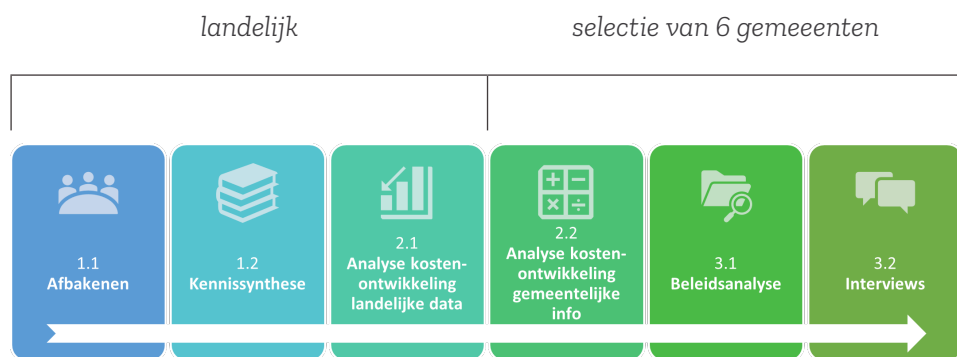 landelijk
selectie van 6 gemeeenten
1.1
Afbakenen
1.2
Kennissynthese
2.1
Analyse kosten-
ontwikkeling
landelijke data
2.2
Analyse kosten-
ontwikkeling
gemeentelijke
info
3.1
Beleidsanalyse
3.2
Interviews